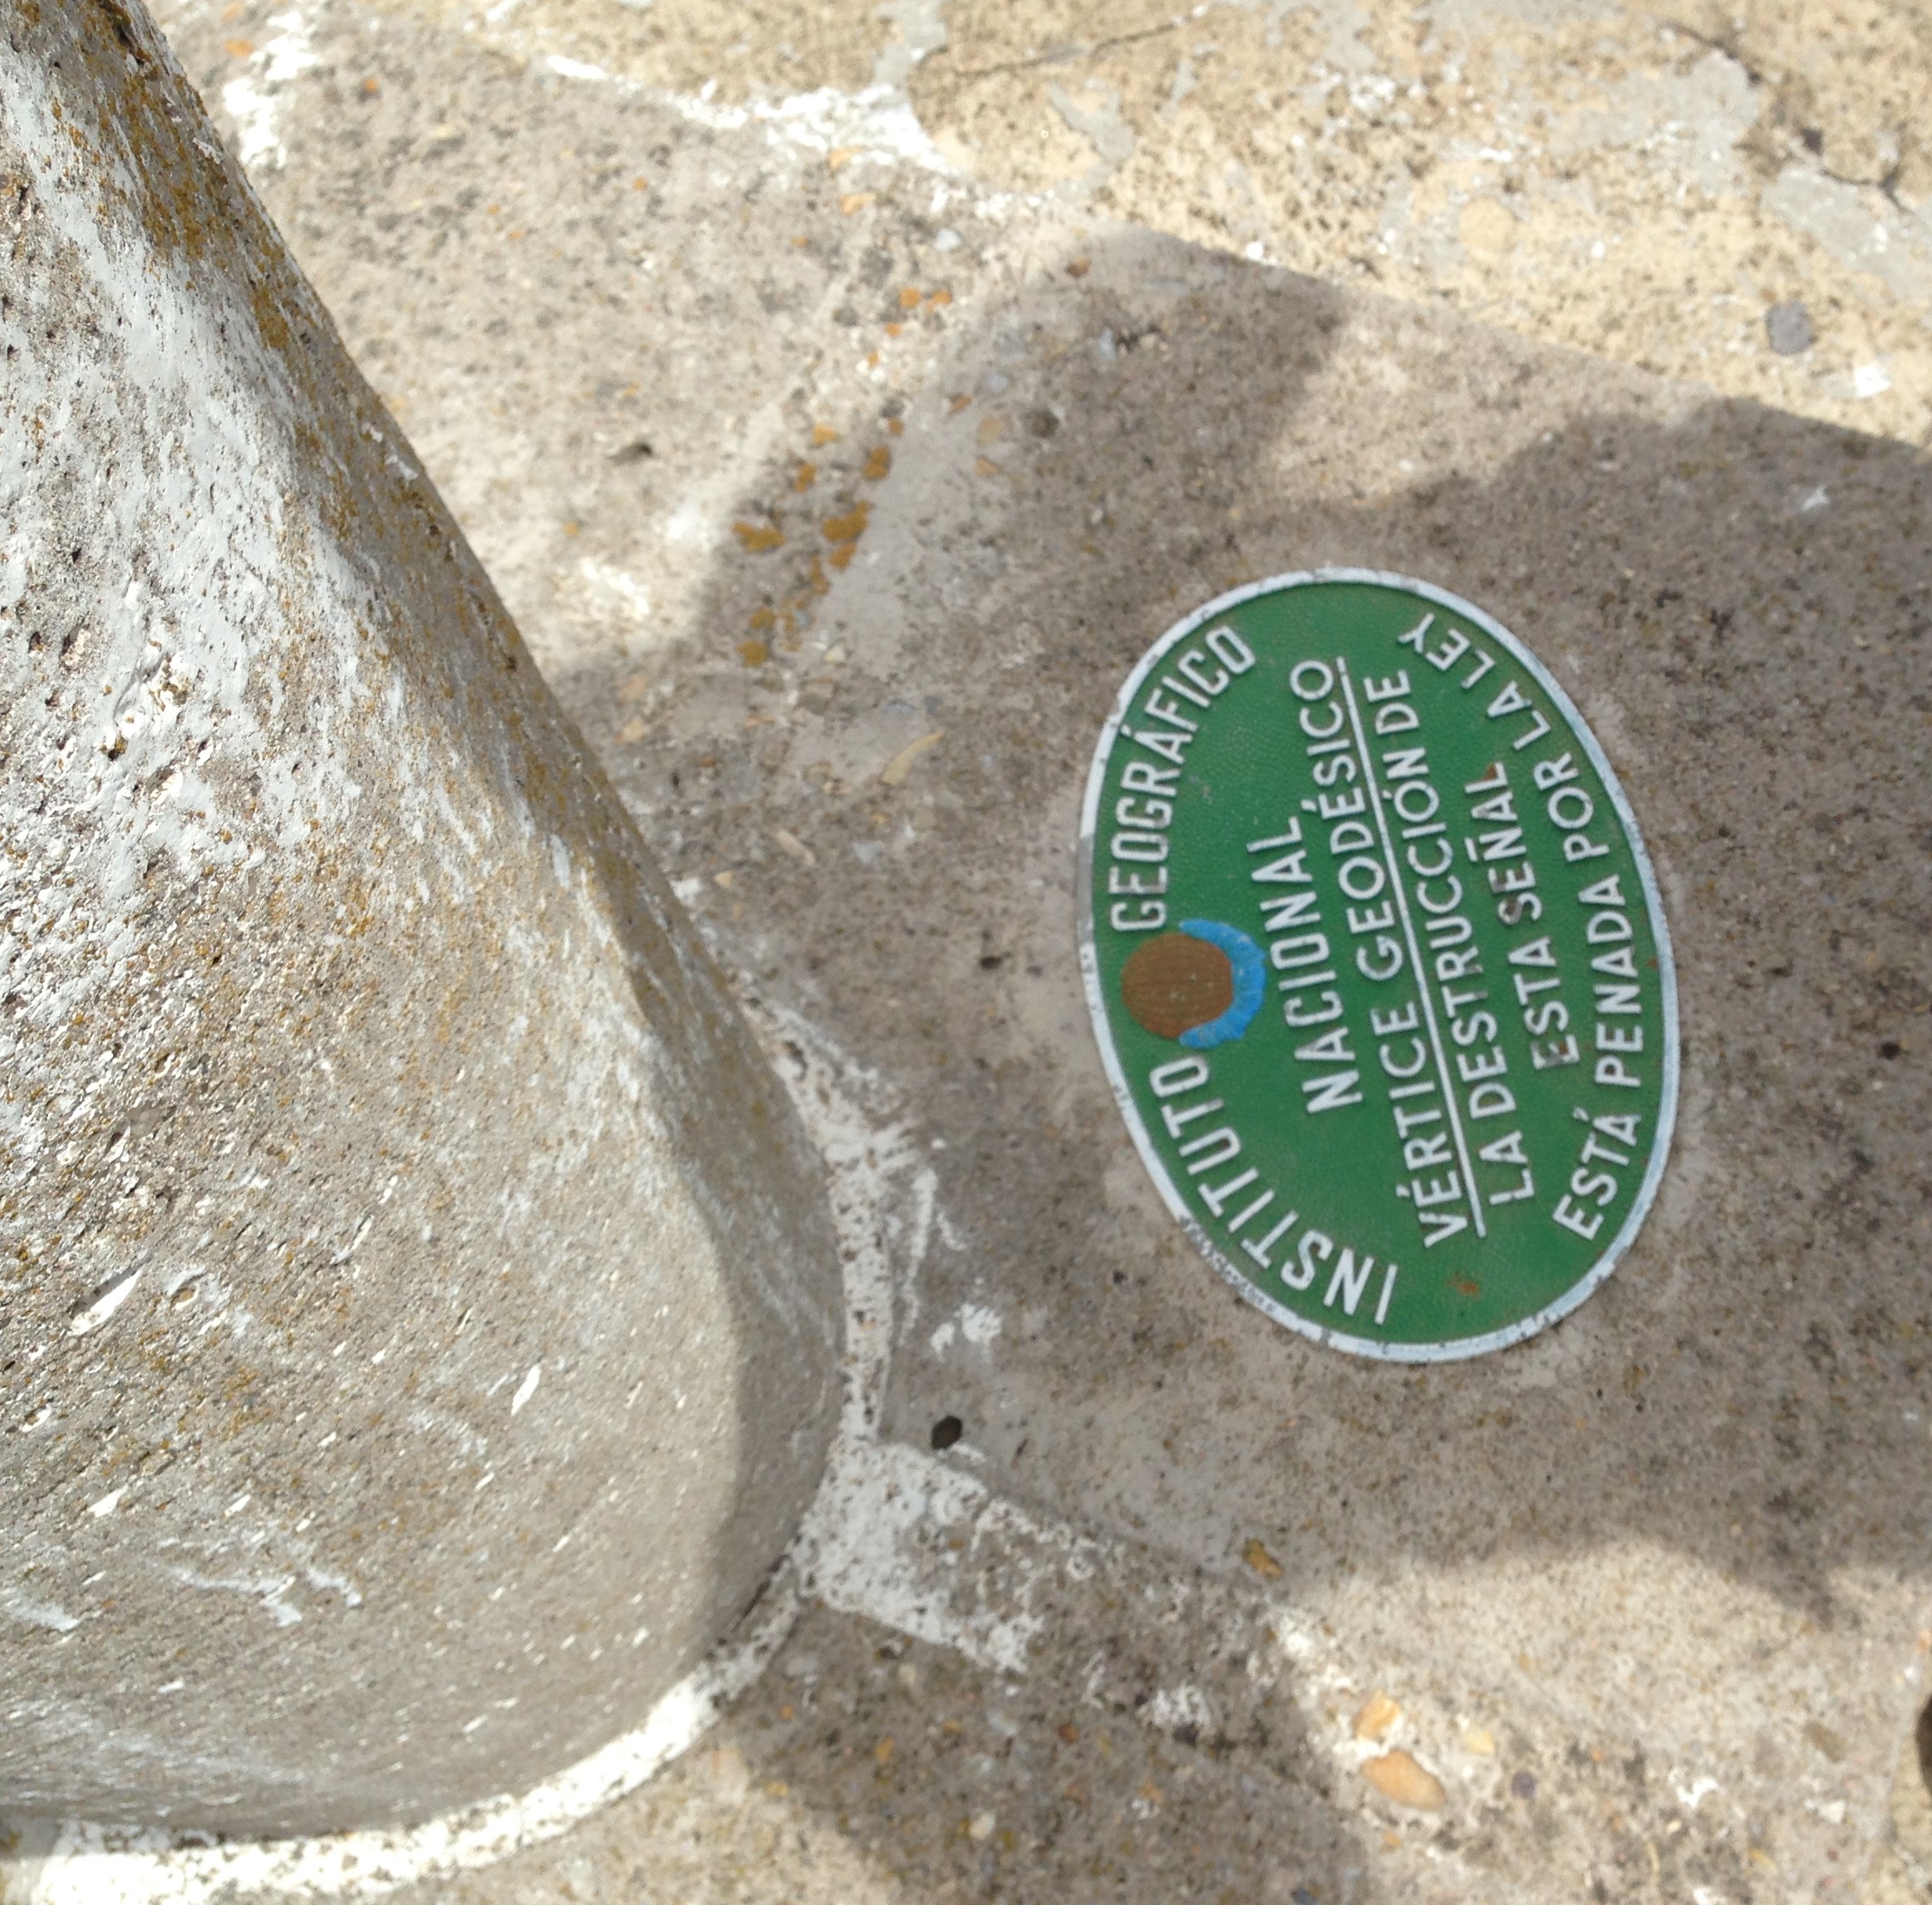 INSTITUTO GEOGRÁFICO
NACIONAL
VÉRTICE GEODÉSICO
LA DESTRUCCIÓN DE
ESTA SEÑAL
ESTÁ PENADA POR LA LEY